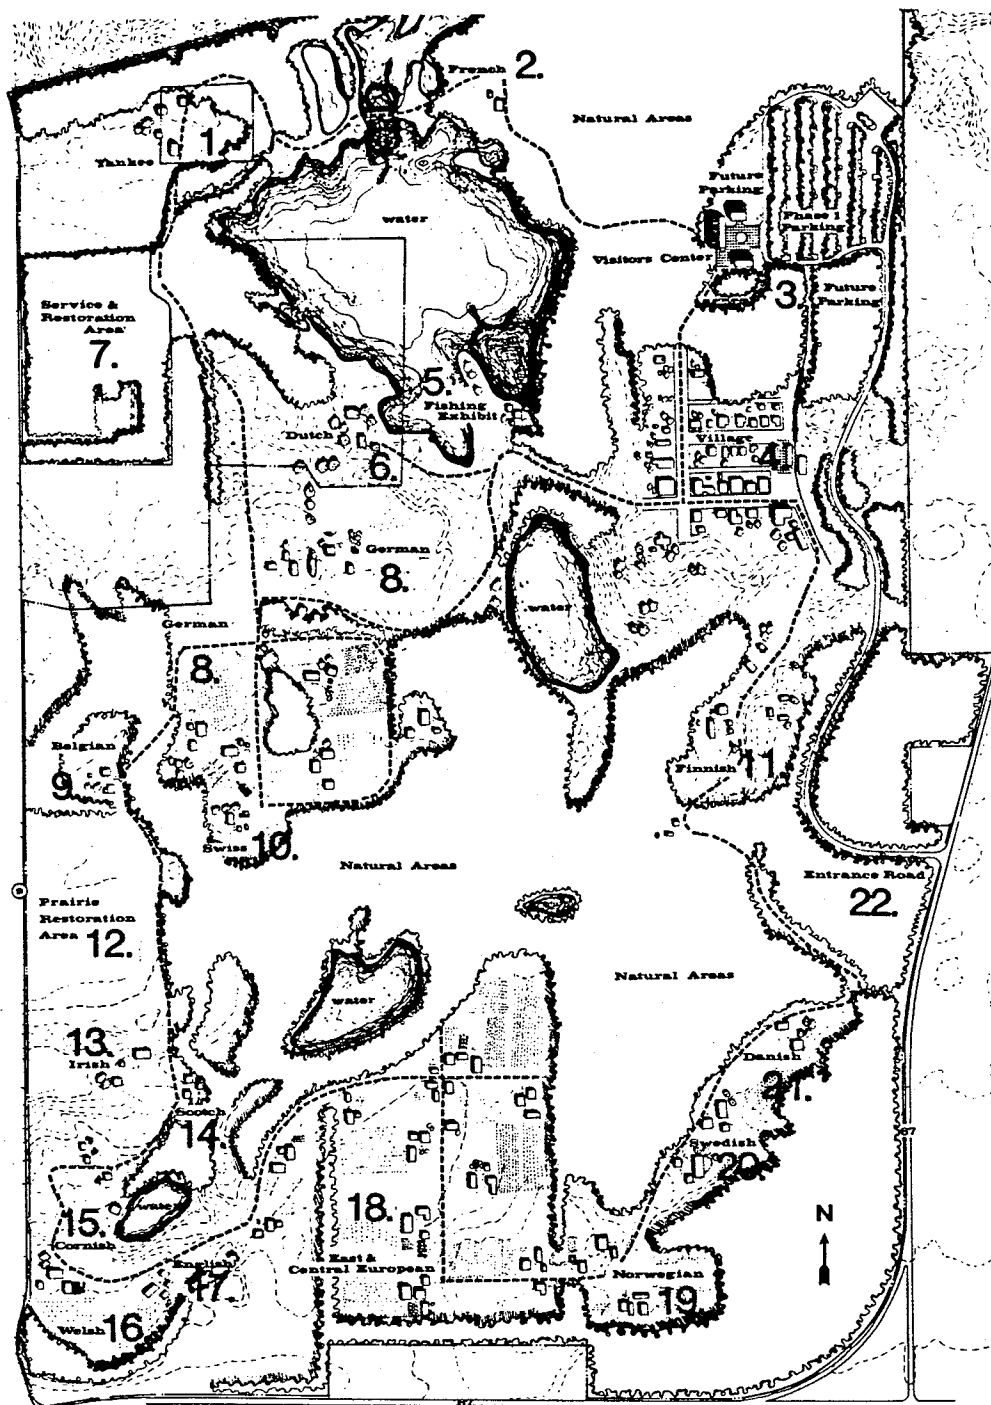 French 2.
Natural Areas
1.
Yankee
Future
Parking
Phase 1
Parking
water
Visitors Center
3.
Future
Parking
Service &
Restoration
Area
7.
5.
Fishing
Exhibit
Dutch
6.
Village
4.
German
8.
water
German
8.
Belgian
9.
Finnish 11.
Swiss 10.
Natural Areas
Entrance Road
22.
Prairie
Restoration
Area 12.
Natural Areas
water
13.
Irish
Danish
21.
Scotch
14.
67
Swedish
20.
water
15.
Cornish
18.
N
English
17.
East &
Central European
Norwegian
19.
Welsh 16.